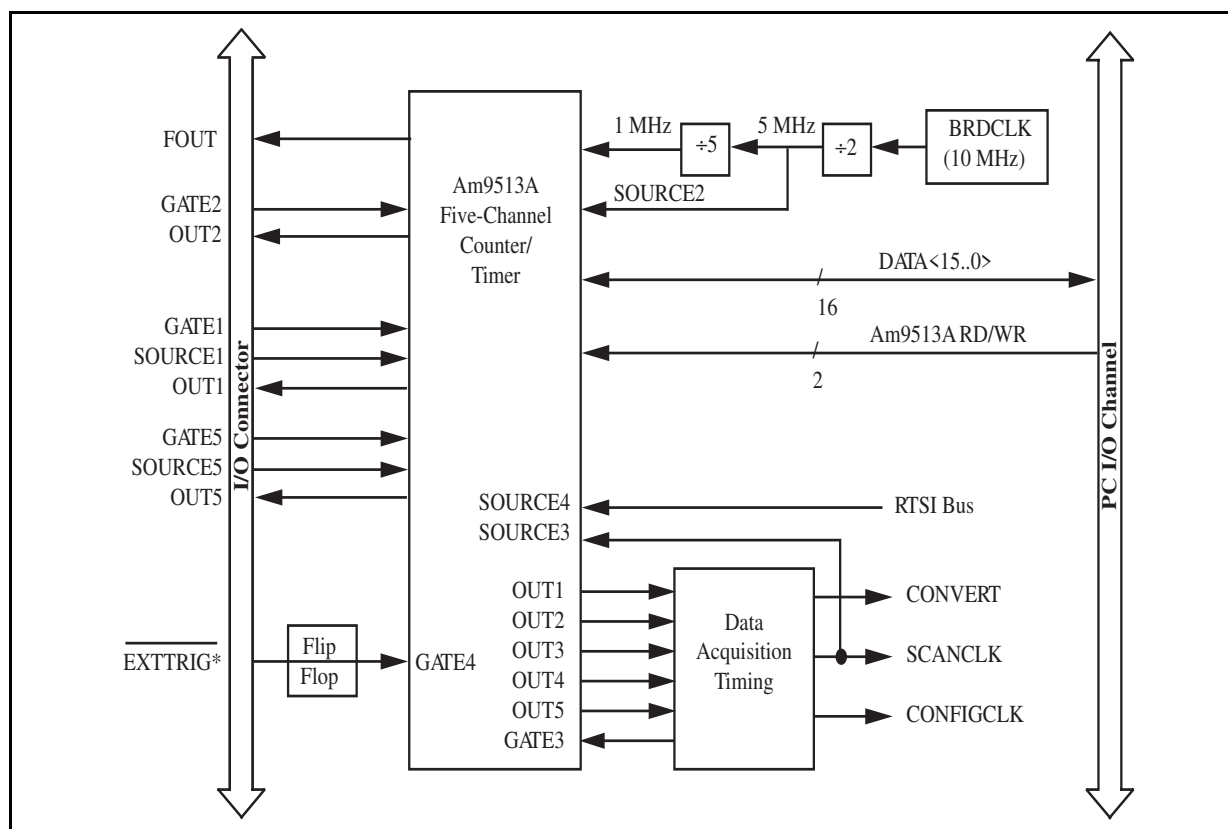 FOUT
GATE2
OUT2
GATE1
SOURCE1
OUT1
GATE5
SOURCE5
OUT5
EXTTRIG*
I/O Connector
Flip
Flop
Am9513A
Five-Channel
Counter/
Timer
GATE4
SOURCE4
SOURCE3
OUT1
OUT2
OUT3
OUT4
OUT5
GATE3
1 MHz
÷5
5 MHz
÷2
BRDCLK
(10 MHz)
SOURCE2
DATA<15..0>
16
Am9513A RD/WR
2
RTSI Bus
Data
Acquisition
Timing
CONVERT
SCANCLK
CONFIGCLK
PC I/O Channel